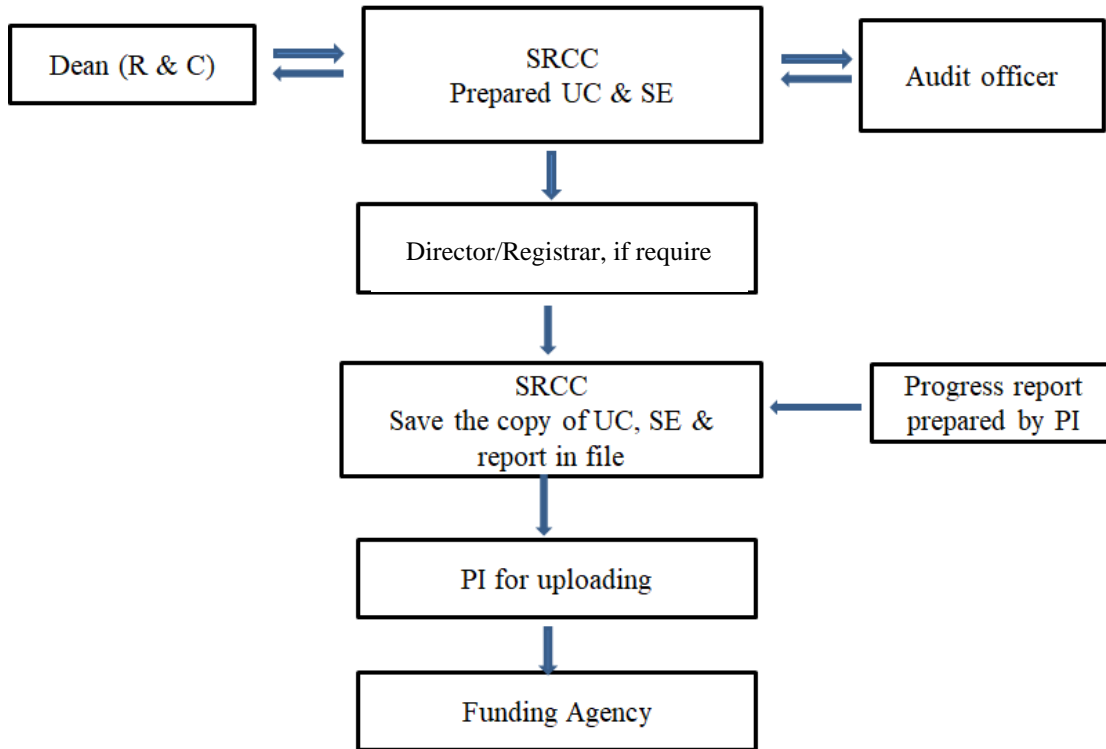 Dean (R & C)
SRCC
Prepared UC & SE
Audit officer
Director/Registrar, if require
SRCC
Save the copy of UC, SE &
report in file
Progress report
prepared by PI
PI for uploading
Funding Agency